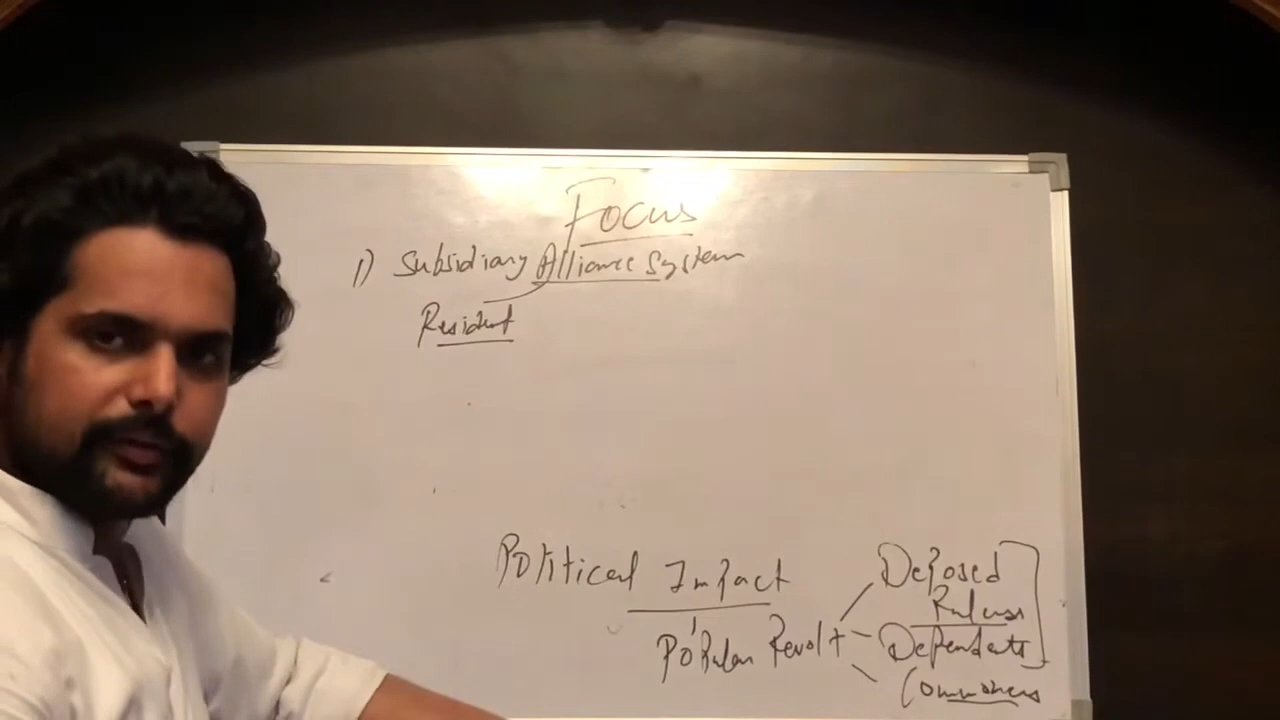 Focus
1) Subsidiary Alliance System
Resident
Political Impact
Popular Revolt
Deposed
Rulers
Dependents
Commoners